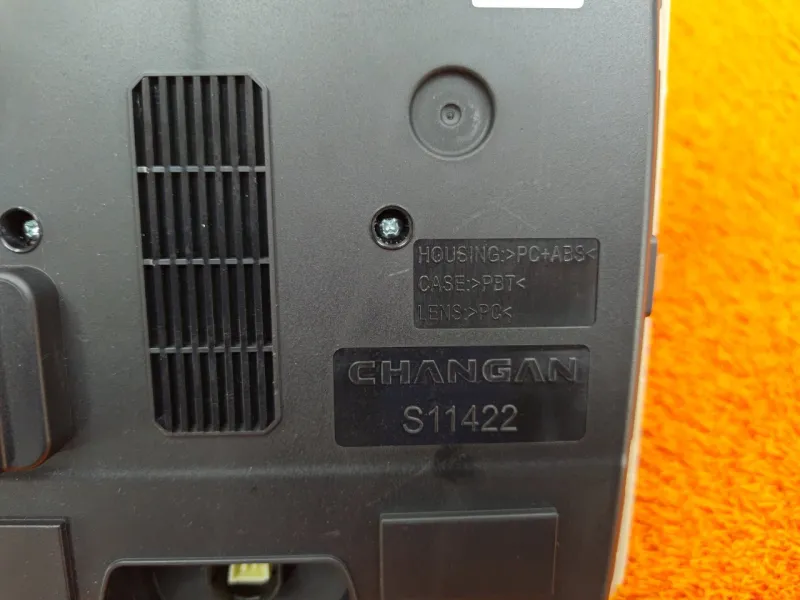 HOUSING:>PC+ABS<
CASE:>PBT<
LENS:>PC<
CHANGAN
S11422